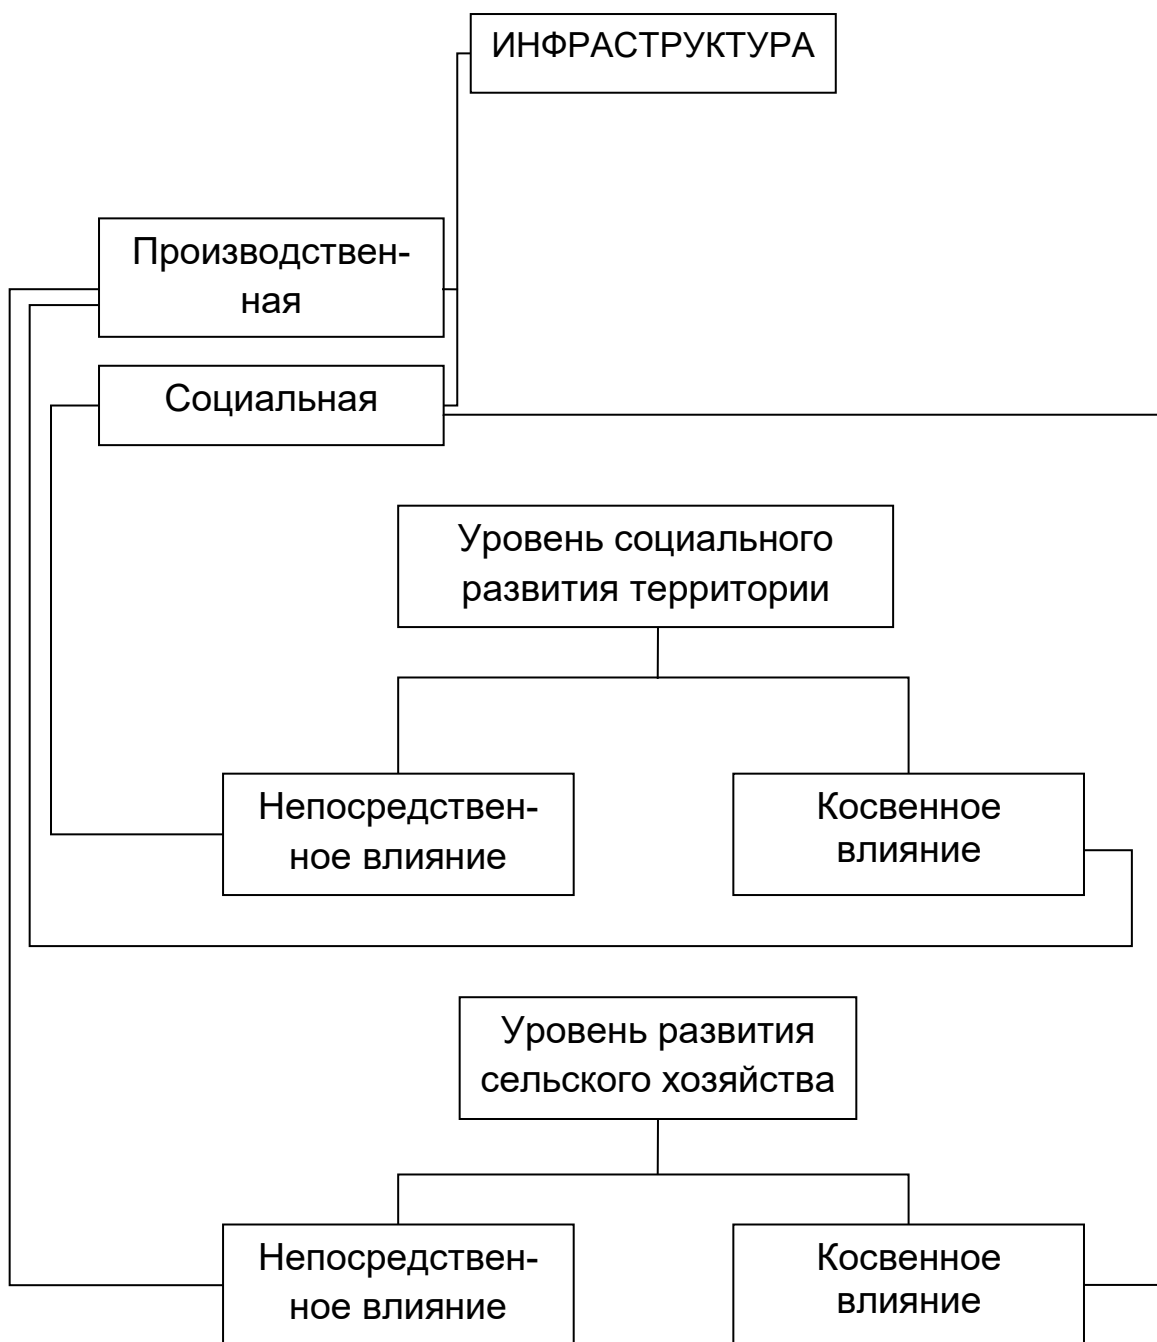 ИНФРАСТРУКТУРА
Производствен-
ная
Социальная
Уровень социального
развития территории
Непосредствен-
ное влияние
Косвенное
влияние
Уровень развития
сельского хозяйства
Непосредствен-
ное влияние
Косвенное
влияние